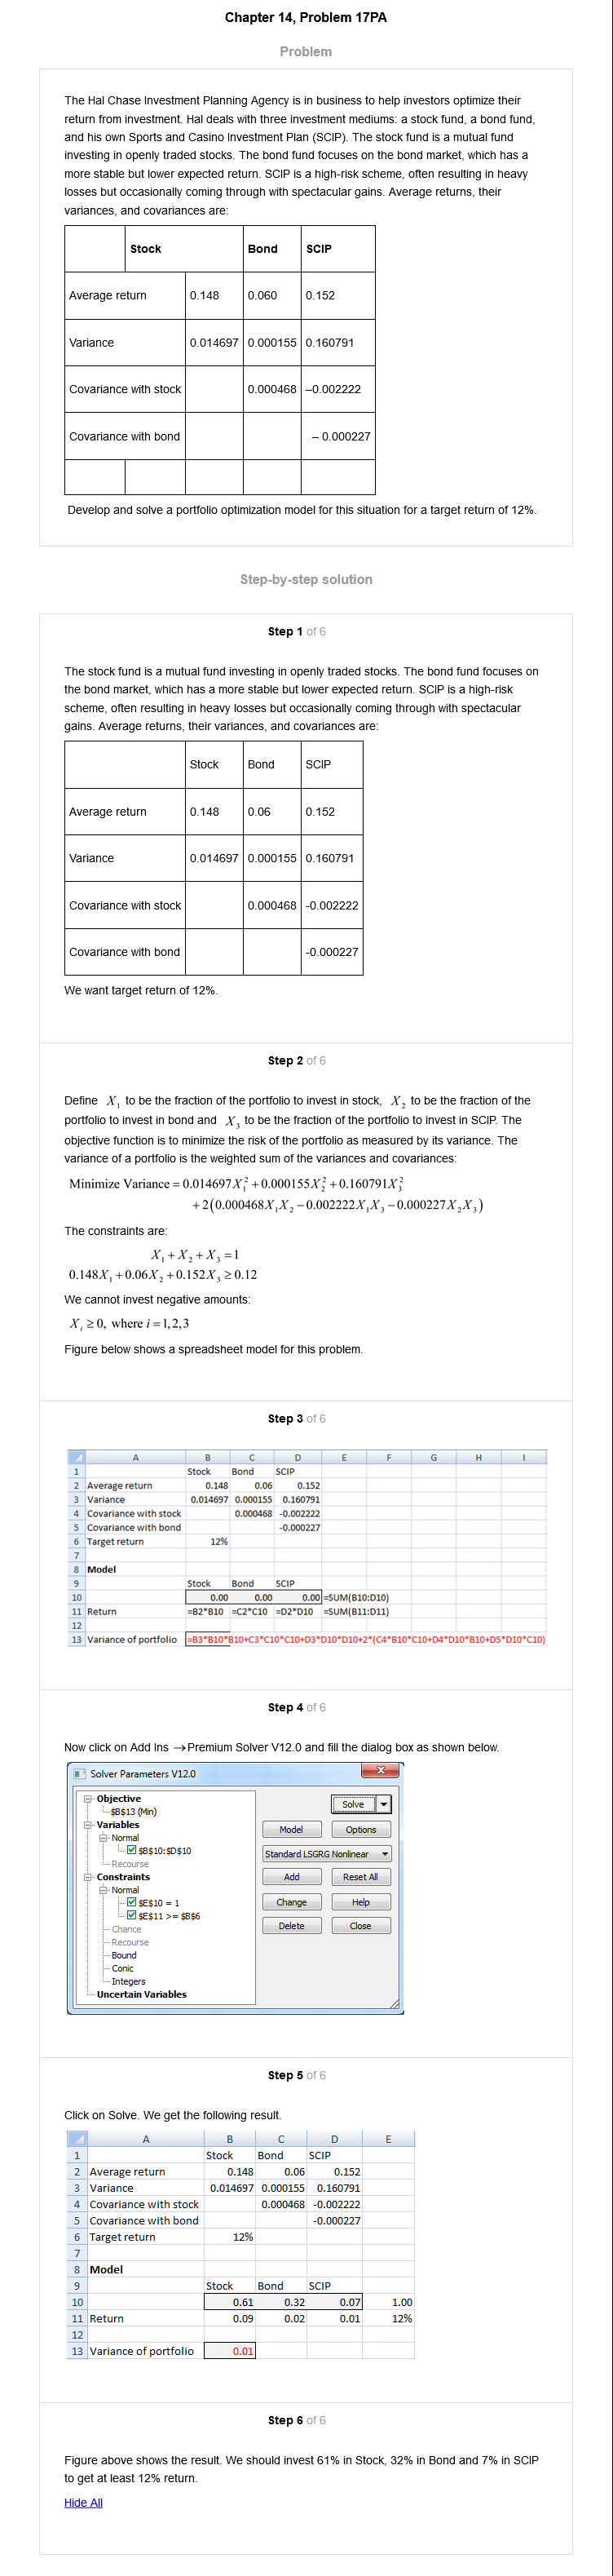 Chapter 14, Problem 17PA
Problem
The Hal Chase Investment Planning Agency is in business to help investors optimize their
return from investment. Hal deals with three investment mediums: a stock fund, a bond fund,
and his own Sports and Casino Investment Plan (SCIP). The stock fund is a mutual fund
investing in openly traded stocks. The bond fund focuses on the bond market, which has a
more stable but lower expected return. SCIP is a high-risk scheme, often resulting in heavy
losses but occasionally coming through with spectacular gains. Average returns, their
variances, and covariances are:
Stock Bond SCIP
Average return 0.148 0.060 0.152
Variance 0.014697 0.000155 0.160791
Covariance with stock 0.000468 –0.002222
Covariance with bond – 0.000227
Develop and solve a portfolio optimization model for this situation for a target return of 12%.
Step-by-step solution
Step 1 of 6
The stock fund is a mutual fund investing in openly traded stocks. The bond fund focuses on
the bond market, which has a more stable but lower expected return. SCIP is a high-risk
scheme, often resulting in heavy losses but occasionally coming through with spectacular
gains. Average returns, their variances, and covariances are:
Stock Bond SCIP
Average return 0.148 0.06 0.152
Variance 0.014697 0.000155 0.160791
Covariance with stock 0.000468 -0.002222
Covariance with bond -0.000227
We want target return of 12%.
Step 2 of 6
Define X₁ to be the fraction of the portfolio to invest in stock, X₂ to be the fraction of the
portfolio to invest in bond and X₃ to be the fraction of the portfolio to invest in SCIP. The
objective function is to minimize the risk of the portfolio as measured by its variance. The
variance of a portfolio is the weighted sum of the variances and covariances:
Minimize Variance = 0.014697X₁² + 0.000155X₂² + 0.160791X₃²
+ 2(0.000468X₁X₂ − 0.002222X₁X₃ − 0.000227X₂X₃)
The constraints are:
X₁ + X₂ + X₃ = 1
0.148X₁ + 0.06X₂ + 0.152X₃ ≥ 0.12
We cannot invest negative amounts:
Xᵢ ≥ 0, where i = 1,2,3
Figure below shows a spreadsheet model for this problem.
Step 3 of 6
A B C D E F G H I
1 Stock Bond SCIP
2 Average return 0.148 0.06 0.152
3 Variance 0.014697 0.000155 0.160791
4 Covariance with stock 0.000468 -0.002222
5 Covariance with bond -0.000227
6 Target return 12%
7
8 Model
9 Stock Bond SCIP
10 0.00 0.00 0.00 =SUM(B10:D10)
11 Return =B2*B10 =C2*C10 =D2*D10 =SUM(B11:D11)
12
13 Variance of portfolio =B3*B10*B10+C3*C10*C10+D3*D10*D10+2*(C4*B10*C10+D4*D10*B10+D5*D10*C10)
Step 4 of 6
Now click on Add Ins → Premium Solver V12.0 and fill the dialog box as shown below.
Solver Parameters V12.0
x
Objective
$B$13 (Min)
Variables
Normal
$B$10:$D$10
Recourse
Constraints
Normal
$E$10 = 1
$E$11 >= $B$6
Chance
Recourse
Bound
Conic
Integers
Uncertain Variables
Solve
Model Options
Standard LSGRG Nonlinear
Add Reset All
Change Help
Delete Close
Step 5 of 6
Click on Solve. We get the following result.
A B C D E
1 Stock Bond SCIP
2 Average return 0.148 0.06 0.152
3 Variance 0.014697 0.000155 0.160791
4 Covariance with stock 0.000468 -0.002222
5 Covariance with bond -0.000227
6 Target return 12%
7
8 Model
9 Stock Bond SCIP
10 0.61 0.32 0.07 1.00
11 Return 0.09 0.02 0.01 12%
12
13 Variance of portfolio 0.01
Step 6 of 6
Figure above shows the result. We should invest 61% in Stock, 32% in Bond and 7% in SCIP
to get at least 12% return.
Hide All